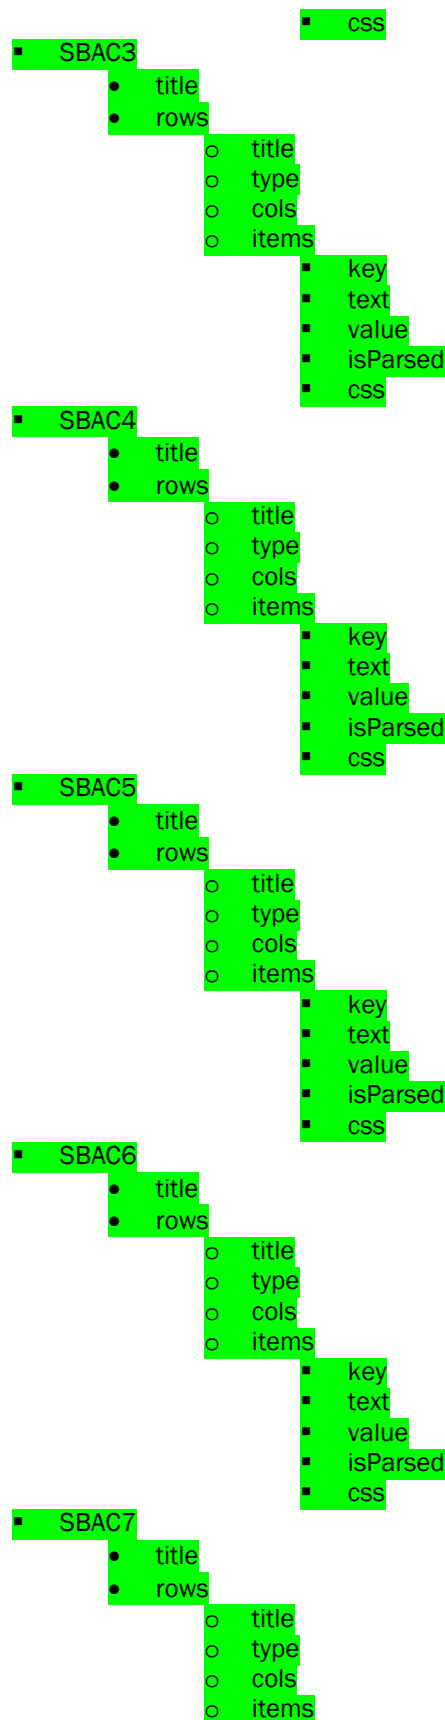 ▪ css
▪ SBAC3
• title
• rows
o title
o type
o cols
o items
▪ key
▪ text
▪ value
▪ isParsed
▪ css
▪ SBAC4
• title
• rows
o title
o type
o cols
o items
▪ key
▪ text
▪ value
▪ isParsed
▪ css
▪ SBAC5
• title
• rows
o title
o type
o cols
o items
▪ key
▪ text
▪ value
▪ isParsed
▪ css
▪ SBAC6
• title
• rows
o title
o type
o cols
o items
▪ key
▪ text
▪ value
▪ isParsed
▪ css
▪ SBAC7
• title
• rows
o title
o type
o cols
o items